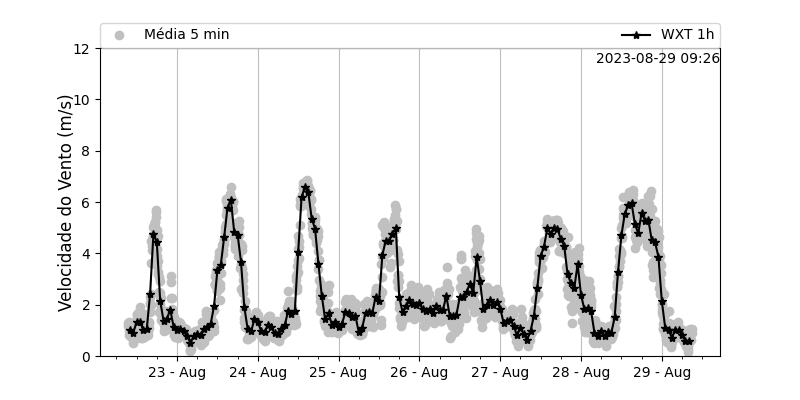 Média 5 min
WXT 1h
2023-08-29 09:26
Velocidade do Vento (m/s)
12
10
8
6
4
2
0
23 - Aug
24 - Aug
25 - Aug
26 - Aug
27 - Aug
28 - Aug
29 - Aug